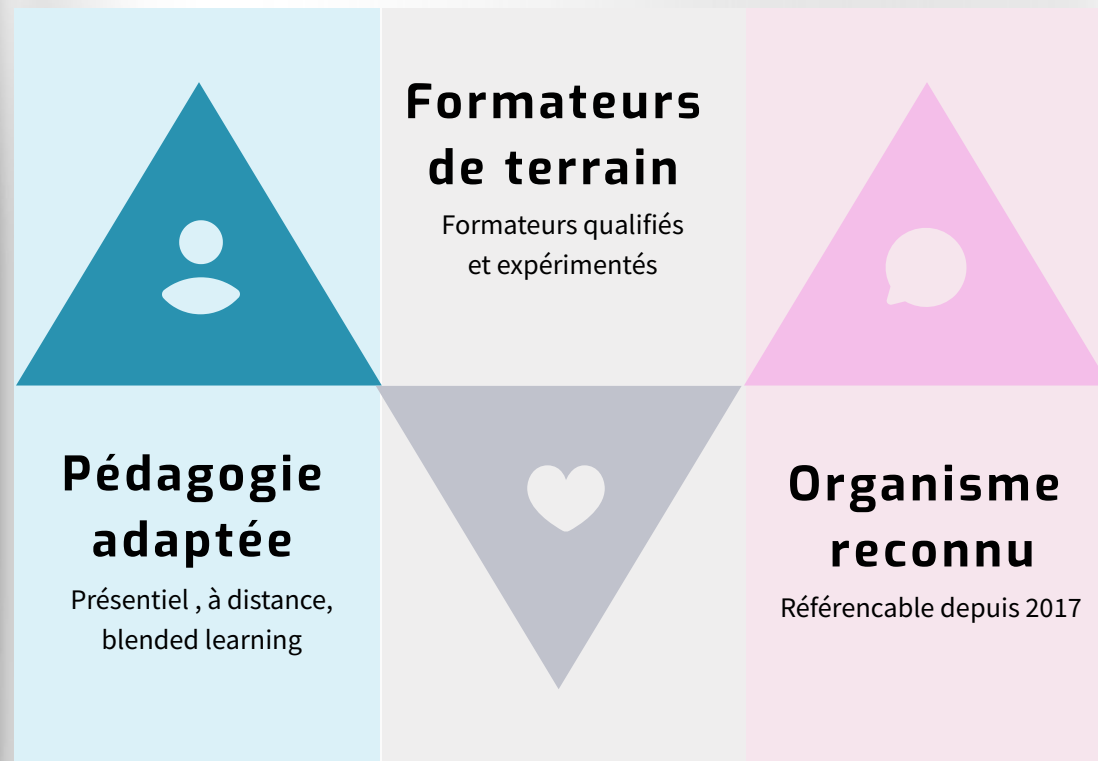 Formateurs
de terrain
Formateurs qualifiés
et expérimentés
Pédagogie
adaptée
Présentiel , à distance,
blended learning
Organisme
reconnu
Référencable depuis 2017